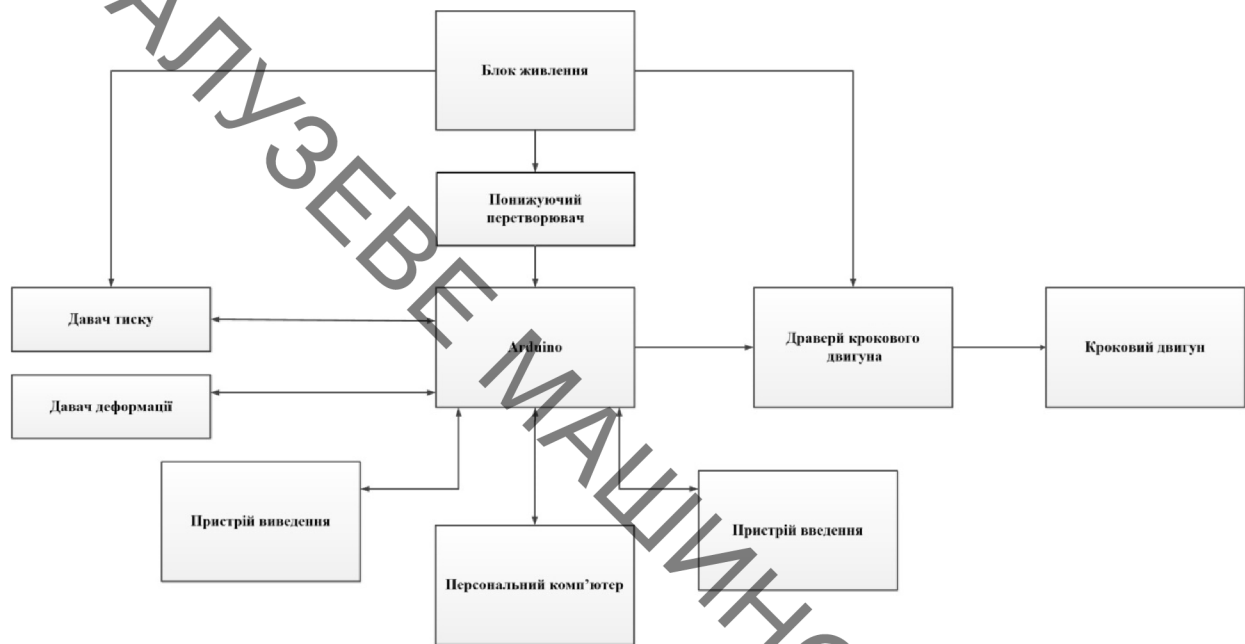 Блок живлення
Понижуючий
перетворювач
Давач тиску
Arduino
Драверй крокового
двигуна
Кроковий двигун
Давач деформації
Пристрій виведення
Пристрій введення
Персональний комп’ютер
АЛУЗЕВЕ МАШИНО